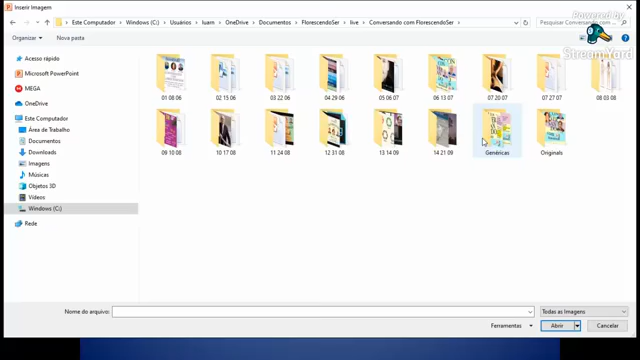 Inserir Imagem
Este Computador > Windows (C:) > Usuários > luam > OneDrive > Documentos > FlorescendoSer > live > Conversando com FlorescendoSer
Pesquisar Conversando com
Powered by
StreamYard
Organizar
Nova pasta
Acesso rápido
Microsoft PowerPoint
MEGA
OneDrive
Este Computador
Área de Trabalho
Documentos
Downloads
Imagens
Músicas
Objetos 3D
Vídeos
Windows (C:)
Rede
01 08 06
02 15 06
03 22 06
04 29 06
05 06 07
06 13 07
07 20 07
07 27 07
08 03 08
09 10 08
10 17 08
11 24 08
12 31 08
13 14 09
14 21 09
Genéricas
Originals
Nome do arquivo:
Todas as Imagens
Ferramentas
Abrir
Cancelar